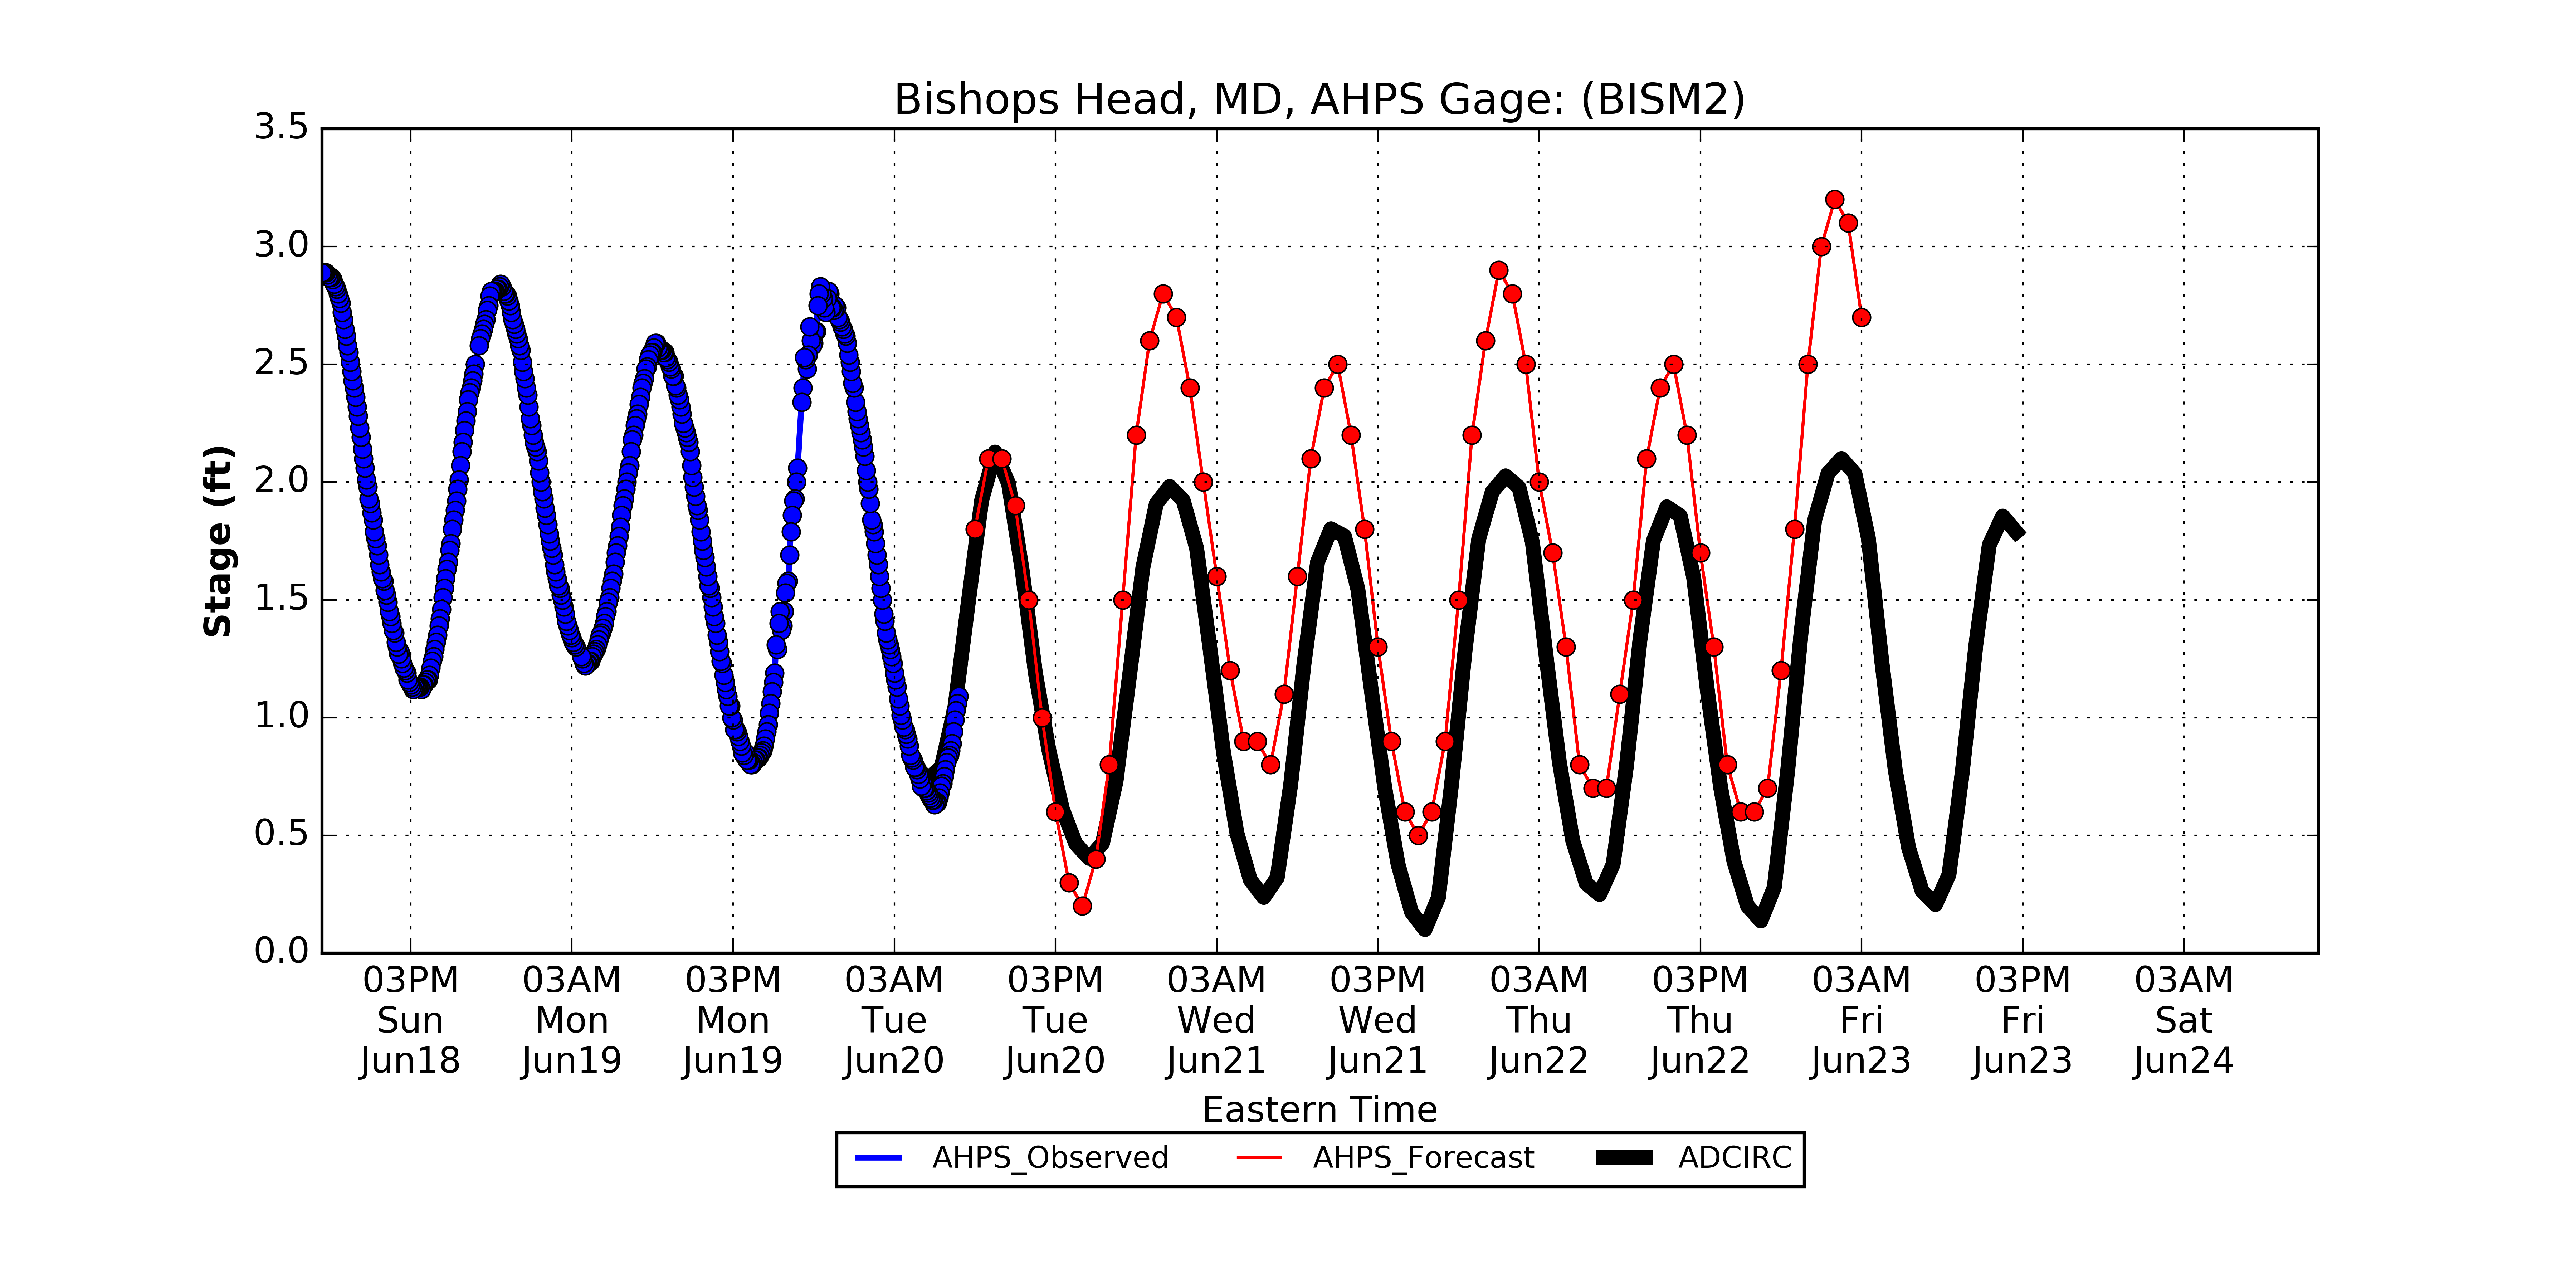 Bishops Head, MD, AHPS Gage: (BISM2)
3.5
3.0
2.5
2.0
1.5
1.0
0.5
0.0
Stage (ft)
03PM 03AM 03PM 03AM 03PM 03AM 03PM 03AM 03PM 03AM 03PM 03AM
Sun Mon Mon Tue Tue Wed Wed Thu Thu Fri Fri Sat
Jun18 Jun19 Jun19 Jun20 Jun20 Jun21 Jun21 Jun22 Jun22 Jun23 Jun23 Jun24
Eastern Time
AHPS_Observed AHPS_Forecast ADCIRC